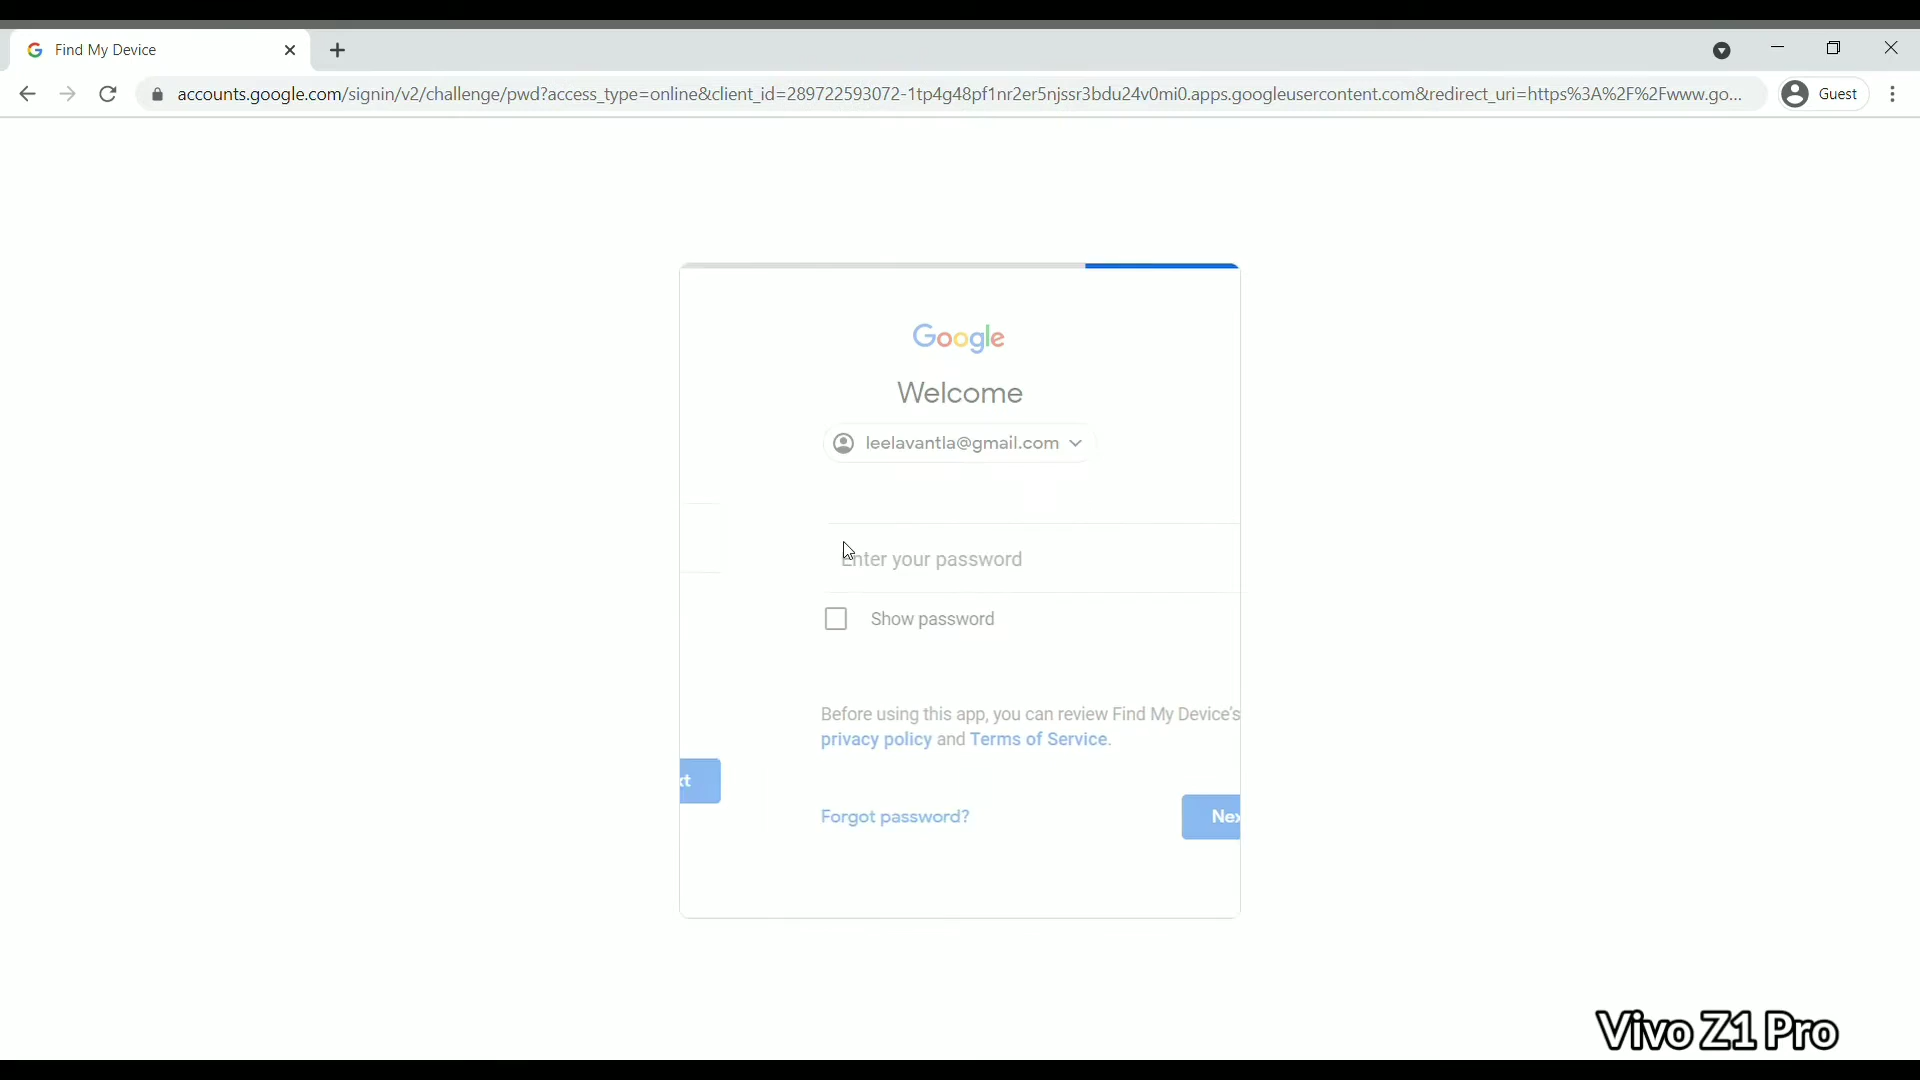 Find My Device
accounts.google.com/signin/v2/challenge/pwd?access_type=online&client_id=289722593072-1tp4g48pf1nr2er5njssr3bdu24v0mi0.apps.googleusercontent.com&redirect_uri=https%3A%2F%2Fwww.go...
Guest
Google
Welcome
leelavantla@gmail.com
Enter your password
Show password
Before using this app, you can review Find My Device's
privacy policy and Terms of Service.
xt
Forgot password?
Nex
Vivo Z1 Pro